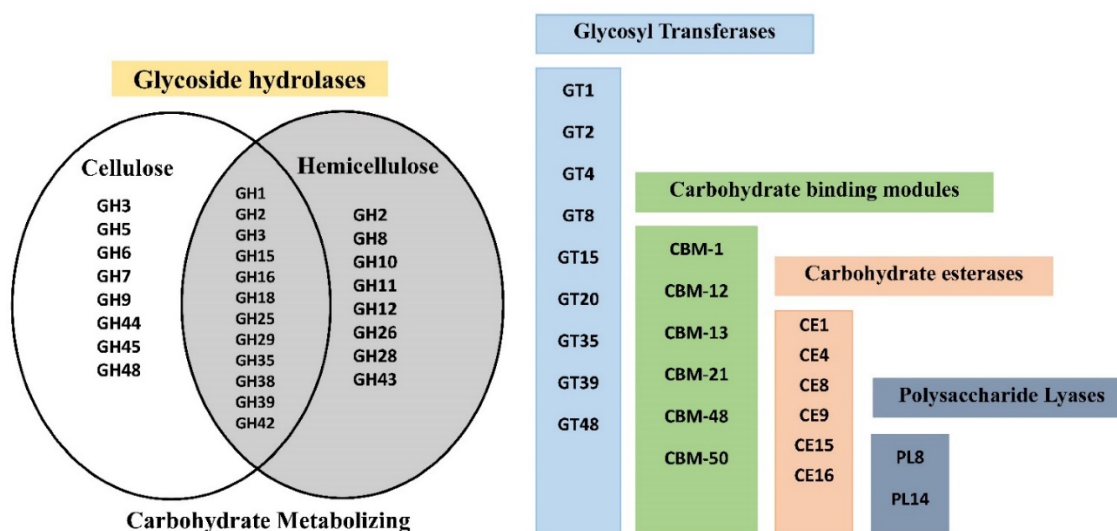 Glycoside hydrolases
Cellulose
GH3
GH5
GH6
GH7
GH9
GH44
GH45
GH48
GH1
GH2
GH3
GH15
GH16
GH18
GH25
GH29
GH35
GH38
GH39
GH42
Hemicellulose
GH2
GH8
GH10
GH11
GH12
GH26
GH28
GH43
Carbohydrate Metabolizing
Glycosyl Transferases
GT1
GT2
GT4
GT8
GT15
GT20
GT35
GT39
GT48
Carbohydrate binding modules
CBM-1
CBM-12
CBM-13
CBM-21
CBM-48
CBM-50
Carbohydrate esterases
CE1
CE4
CE8
CE9
CE15
CE16
Polysaccharide Lyases
PL8
PL14